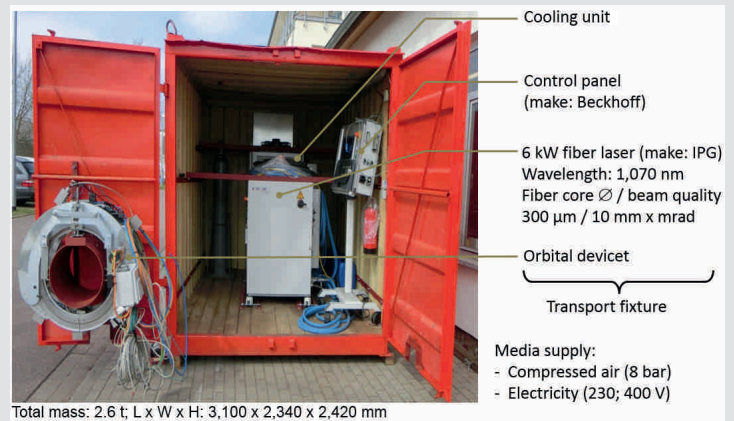 Cooling unit
Control panel
(make: Beckhoff)
6 kW fiber laser (make: IPG)
Wavelength: 1,070 nm
Fiber core ∅ / beam quality
300 µm / 10 mm x mrad
Orbital devicet
Transport fixture
Media supply:
- Compressed air (8 bar)
- Electricity (230; 400 V)
Total mass: 2.6 t; L x W x H: 3,100 x 2,340 x 2,420 mm